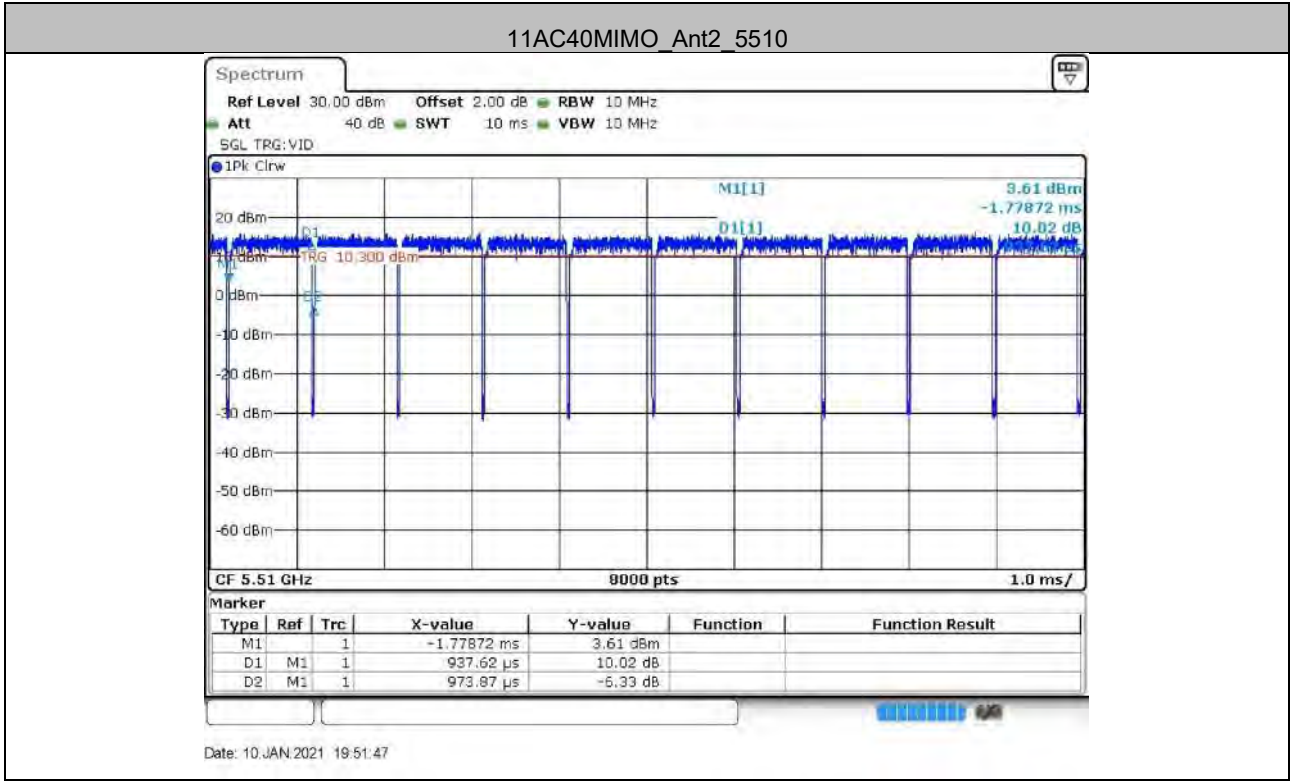 11AC40MIMO_Ant2_5510
Spectrum
Ref Level 30.00 dBm Offset 2.00 dB RBW 10 MHz
Att 40 dB SWT 10 ms VBW 10 MHz
SGL TRG:VID
1Pk Clrw
M1[1] 3.61 dBm
-1.77872 ms
20 dBm
D1 D1[1] 10.02 dB
M1
10 dBm TRG 10.300 dBm
0 dBm D2
-10 dBm
-20 dBm
-30 dBm
-40 dBm
-50 dBm
-60 dBm
CF 5.51 GHz 8000 pts 1.0 ms/
Marker
Type Ref Trc X-value Y-value Function Function Result
M1 1 -1.77872 ms 3.61 dBm
D1 M1 1 937.62 µs 10.02 dB
D2 M1 1 973.87 µs -6.33 dB
Date: 10.JAN.2021 19:51:47